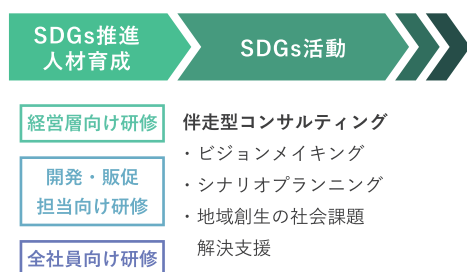 SDGs推進
人材育成
SDGs活動
経営層向け研修
開発・販促
担当向け研修
全社員向け研修
伴走型コンサルティング
・ビジョンメイキング
・シナリオプランニング
・地域創生の社会課題
解決支援